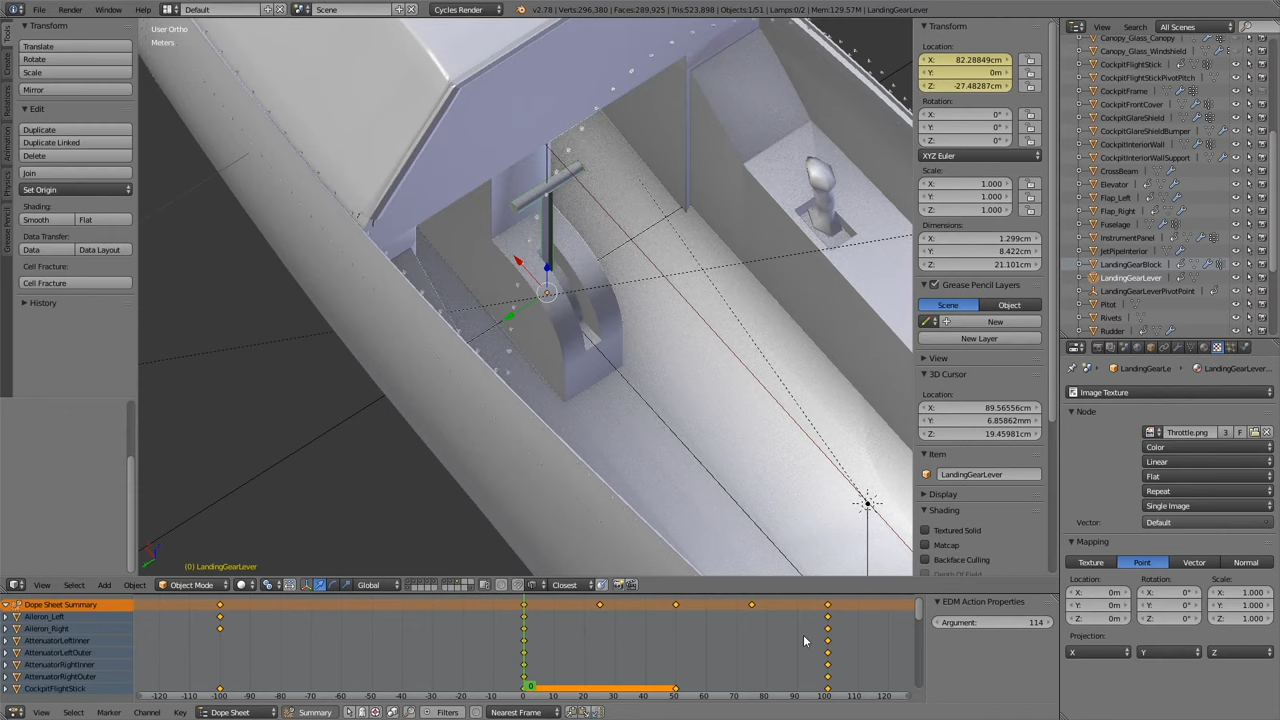 File Render Window Help Default Scene Cycles Render v2.78 | Verts:296,380 | Faces:289,925 | Tris:523,898 | Objects:1/51 | Lamps:0/2 | Mem:129.57M | LandingGearLever
Transform
Translate
Rotate
Scale
Mirror
Edit
Duplicate
Duplicate Linked
Delete
Join
Set Origin
Shading:
Smooth Flat
Data Transfer:
Data Data Layout
Cell Fracture:
Cell Fracture
History
Tools
Create
Relations
Animation
Physics
Grease Pencil
User Ortho
Meters
(0) LandingGearLever
Transform
Location:
X: 82.28849cm
Y: 0m
Z: -27.48287cm
Rotation:
X: 0°
Y: 0°
Z: 0°
XYZ Euler
Scale:
X: 1.000
Y: 1.000
Z: 1.000
Dimensions:
X: 1.299cm
Y: 8.422cm
Z: 21.101cm
Grease Pencil Layers
Scene Object
New
New Layer
View
3D Cursor
Location:
X: 89.56556cm
Y: 6.85862mm
Z: 19.45981cm
Item
LandingGearLever
Display
Shading
Textured Solid
Matcap
Backface Culling
View Search All Scenes
Canopy_Glass_Canopy
Canopy_Glass_Windshield
CockpitFlightStick
CockpitFlightStickPivotPitch
CockpitFrame
CockpitFrontCover
CockpitGlareShield
CockpitGlareShieldBumper
CockpitInteriorWall
CockpitInteriorWallSupport
CrossBeam
Elevator
Flap_Left
Flap_Right
Fuselage
InstrumentPanel
JetPipeInterior
LandingGearBlock
LandingGearLever
LandingGearLeverPivotPoint
Pitot
Rivets
Rudder
LandingGearLe LandingGearLever...
Image Texture
Node
Throttle.png 3 F
Color
Linear
Flat
Repeat
Single Image
Vector: Default
Mapping
Texture Point Vector Normal
Location: Rotation: Scale:
X: 0m X: 0° X: 1.000
Y: 0m Y: 0° Y: 1.000
Z: 0m Z: 0° Z: 1.000
Projection:
X Y Z
View Select Add Object Object Mode Global Closest
Dope Sheet Summary
Aileron_Left
Aileron_Right
AttenuatorLeftInner
AttenuatorLeftOuter
AttenuatorRightInner
AttenuatorRightOuter
CockpitFlightStick
0
-120 -110 -100 -90 -80 -70 -60 -50 -40 -30 -20 -10 0 10 20 30 40 50 60 70 80 90 100 110 120
EDM Action Properties
Argument: 114
View Select Marker Channel Key Dope Sheet Summary Filters Nearest Frame